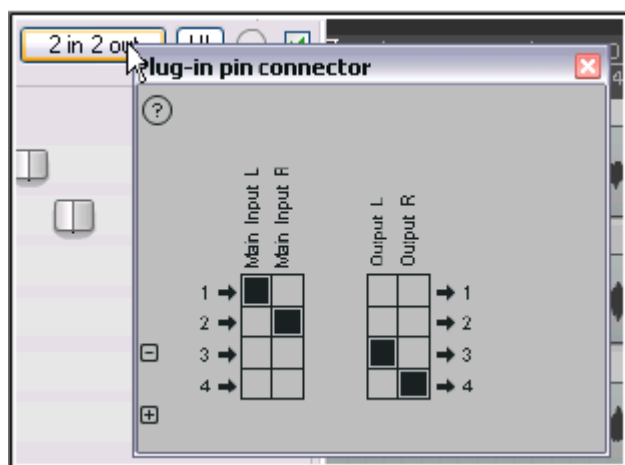 2 in 2 out UI
Plug-in pin connector
?
Main Input L
Main Input R
Output L
Output R
1 1
2 2
3 3
4 4